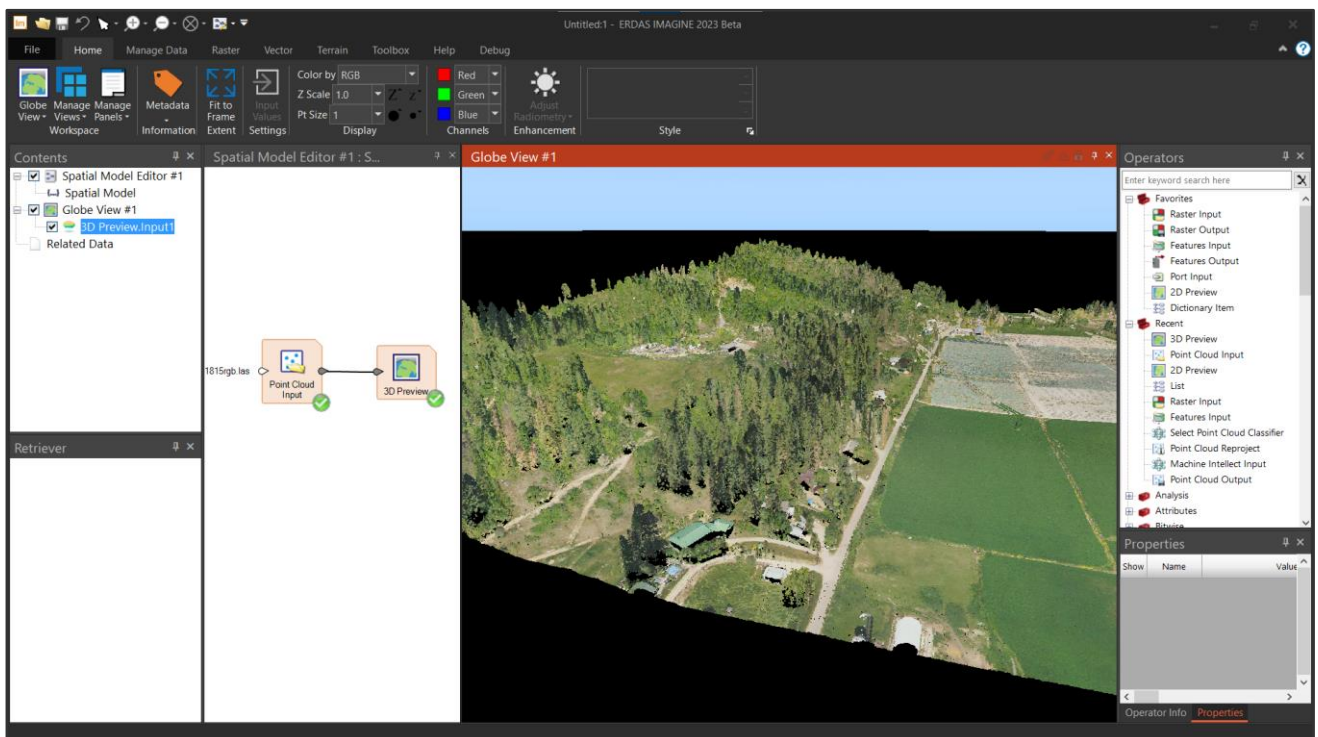 Untitled:1 - ERDAS IMAGINE 2023 Beta
File Home Manage Data Raster Vector Terrain Toolbox Help Debug
Globe View Manage Views Manage Panels Metadata Fit to Frame Input Values Color by RGB Red
Z Scale 1.0 Green Adjust Radiometry
Pt Size 1 Blue
Workspace Information Extent Settings Display Channels Enhancement Style
Contents
Spatial Model Editor #1
Spatial Model
Globe View #1
3D Preview.Input1
Related Data
Retriever
Spatial Model Editor #1 : S...
1815rgb las
Point Cloud
Input
3D Preview
Globe View #1
Operators
Enter keyword search here
Favorites
Raster Input
Raster Output
Features Input
Features Output
Port Input
2D Preview
Dictionary Item
Recent
3D Preview
Point Cloud Input
2D Preview
List
Raster Input
Features Input
Select Point Cloud Classifier
Point Cloud Reproject
Machine Intellect Input
Point Cloud Output
Analysis
Attributes
Bitwise
Properties
Show Name Value
Operator Info Properties